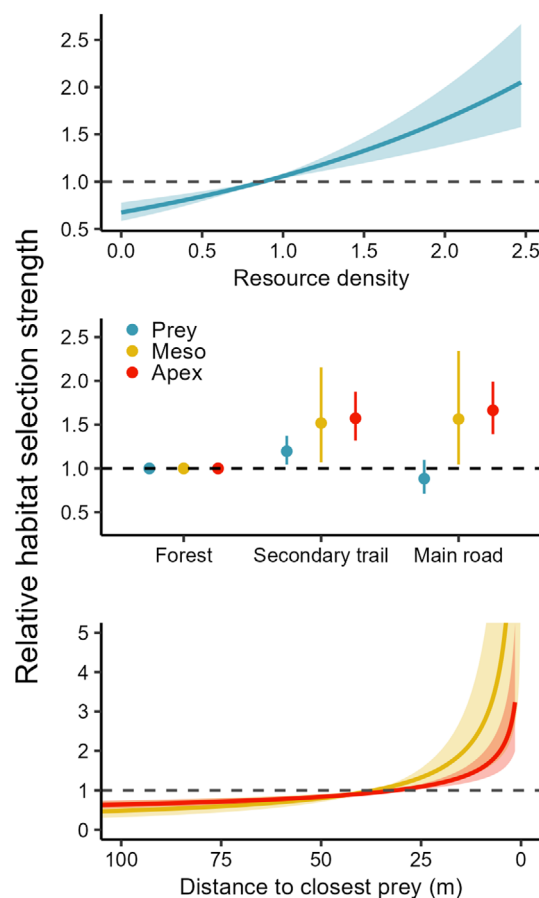 Relative habitat selection strength
2.5
2.0
1.5
1.0
0.5
0.0 0.5 1.0 1.5 2.0 2.5
Resource density
Prey
Meso
Apex
2.5
2.0
1.5
1.0
0.5
Forest Secondary trail Main road
5
4
3
2
1
0
100 75 50 25 0
Distance to closest prey (m)